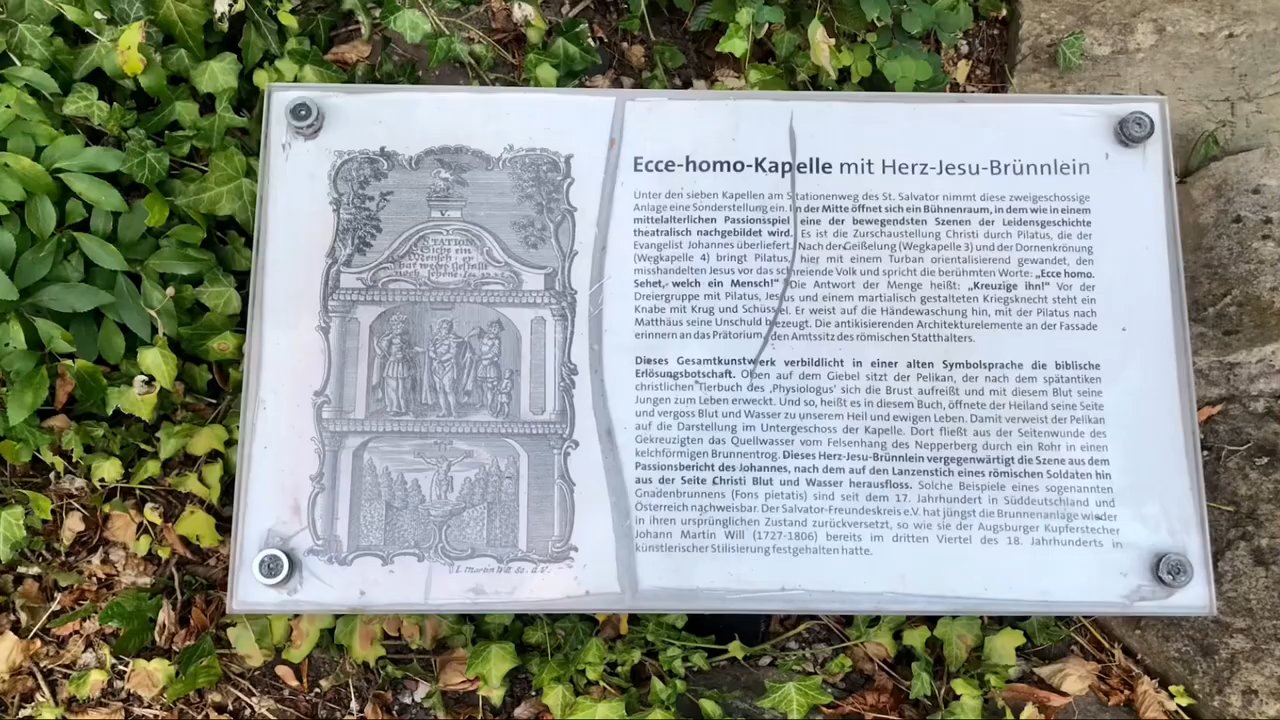 V.
STATION
Siehe ein
Mensch: er
hat weder Gestalt
noch
I. Martin Will Sc. A.V.
Ecce-homo-Kapelle mit Herz-Jesu-Brünnlein
Unter den sieben Kapellen am Stationenweg des St. Salvator nimmt diese zweigeschossige
Anlage eine Sonderstellung ein. In der Mitte öffnet sich ein Bühnenraum, in dem wie in einem
mittelalterlichen Passionsspiel eine der bewegendsten Szenen der Leidensgeschichte
theatralisch nachgebildet wird. Es ist die Zurschaustellung Christi durch Pilatus, die der
Evangelist Johannes überliefert. Nach der Geißelung (Wegkapelle 3) und der Dornenkrönung
(Wegkapelle 4) bringt Pilatus, hier mit einem Turban orientalisierend gewandet, den
misshandelten Jesus vor das schreiende Volk und spricht die berühmten Worte: „Ecce homo.
Sehet, welch ein Mensch!“ Die Antwort der Menge heißt: „Kreuzige ihn!“ Vor der
Dreiergruppe mit Pilatus, Jesus und einem martialisch gestalteten Kriegsknecht steht ein
Knabe mit Krug und Schüssel. Er weist auf die Händewaschung hin, mit der Pilatus nach
Matthäus seine Unschuld bezeugt. Die antikisierenden Architekturelemente an der Fassade
erinnern an das Prätorium, den Amtssitz des römischen Statthalters.
Dieses Gesamtkunstwerk verbildlicht in einer alten Symbolsprache die biblische
Erlösungsbotschaft. Oben auf dem Giebel sitzt der Pelikan, der nach dem spätantiken
christlichen Tierbuch des ‚Physiologus‘ sich die Brust aufreißt und mit diesem Blut seine
Jungen zum Leben erweckt. Und so, heißt es in diesem Buch, öffnete der Heiland seine Seite
und vergoss Blut und Wasser zu unserem Heil und ewigen Leben. Damit verweist der Pelikan
auf die Darstellung im Untergeschoss der Kapelle. Dort fließt aus der Seitenwunde des
Gekreuzigten das Quellwasser vom Felsenhang des Nepperberg durch ein Rohr in einen
kelchförmigen Brunnentrog. Dieses Herz-Jesu-Brünnlein vergegenwärtigt die Szene aus dem
Passionsbericht des Johannes, nach dem auf den Lanzenstich eines römischen Soldaten hin
aus der Seite Christi Blut und Wasser herausfloss. Solche Beispiele eines sogenannten
Gnadenbrunnens (Fons pietatis) sind seit dem 17. Jahrhundert in Süddeutschland und
Österreich nachweisbar. Der Salvator-Freundeskreis e.V. hat jüngst die Brunnenanlage wieder
in ihren ursprünglichen Zustand zurückversetzt, so wie sie der Augsburger Kupferstecher
Johann Martin Will (1727-1806) bereits im dritten Viertel des 18. Jahrhunderts in
künstlerischer Stilisierung festgehalten hatte.